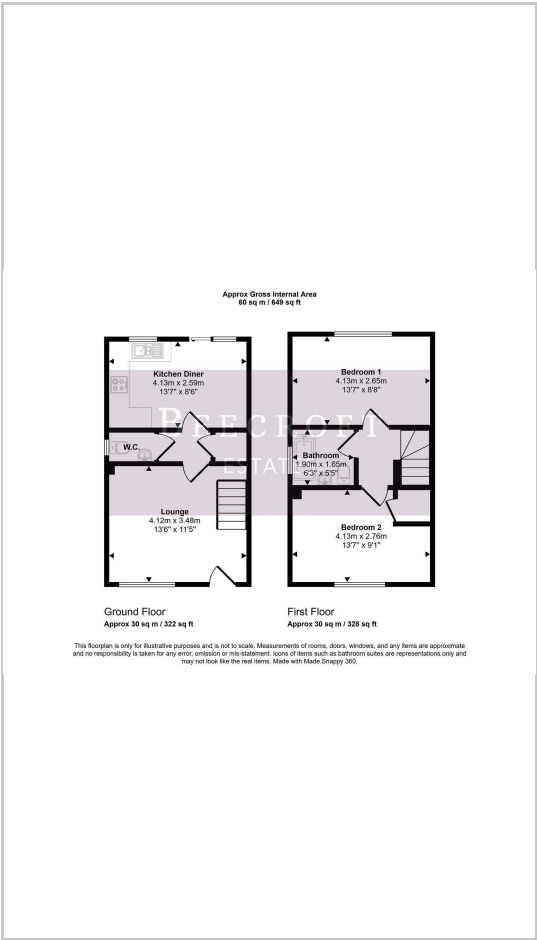 Approx Gross Internal Area
60 sq m / 649 sq ft
Kitchen Diner
4.13m x 2.59m
13'7" x 8'6"
W.C.
Lounge
4.12m x 3.48m
13'6" x 11'5"
Bedroom 1
4.13m x 2.65m
13'7" x 8'8"
BEECROFT
ESTATE
Bathroom
1.90m x 1.65m
6'3" x 5'5"
Bedroom 2
4.13m x 2.76m
13'7" x 9'1"
Ground Floor
Approx 30 sq m / 322 sq ft
First Floor
Approx 30 sq m / 328 sq ft
This floorplan is only for illustrative purposes and is not to scale. Measurements of rooms, doors, windows, and any items are approximate
and no responsibility is taken for any error, omission or mis-statement. Icons of items such as bathroom suites are representations only and
may not look like the real items. Made with Made Snappy 360.